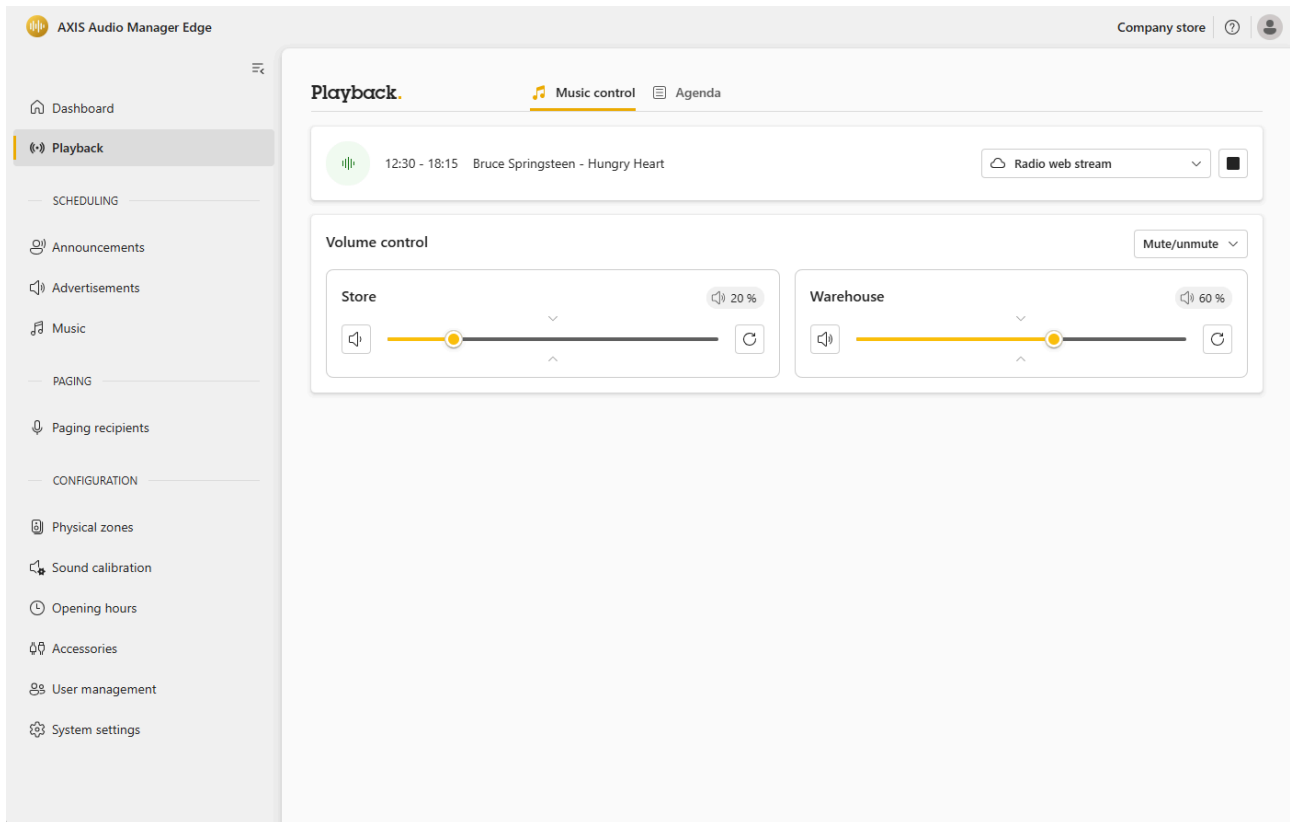 AXIS Audio Manager Edge
Company store
Dashboard
Playback
SCHEDULING
Announcements
Advertisements
Music
PAGING
Paging recipients
CONFIGURATION
Physical zones
Sound calibration
Opening hours
Accessories
User management
System settings
Playback.
Music control
Agenda
12:30 - 18:15 Bruce Springsteen - Hungry Heart
Radio web stream
Volume control
Mute/unmute
Store
20 %
Warehouse
60 %